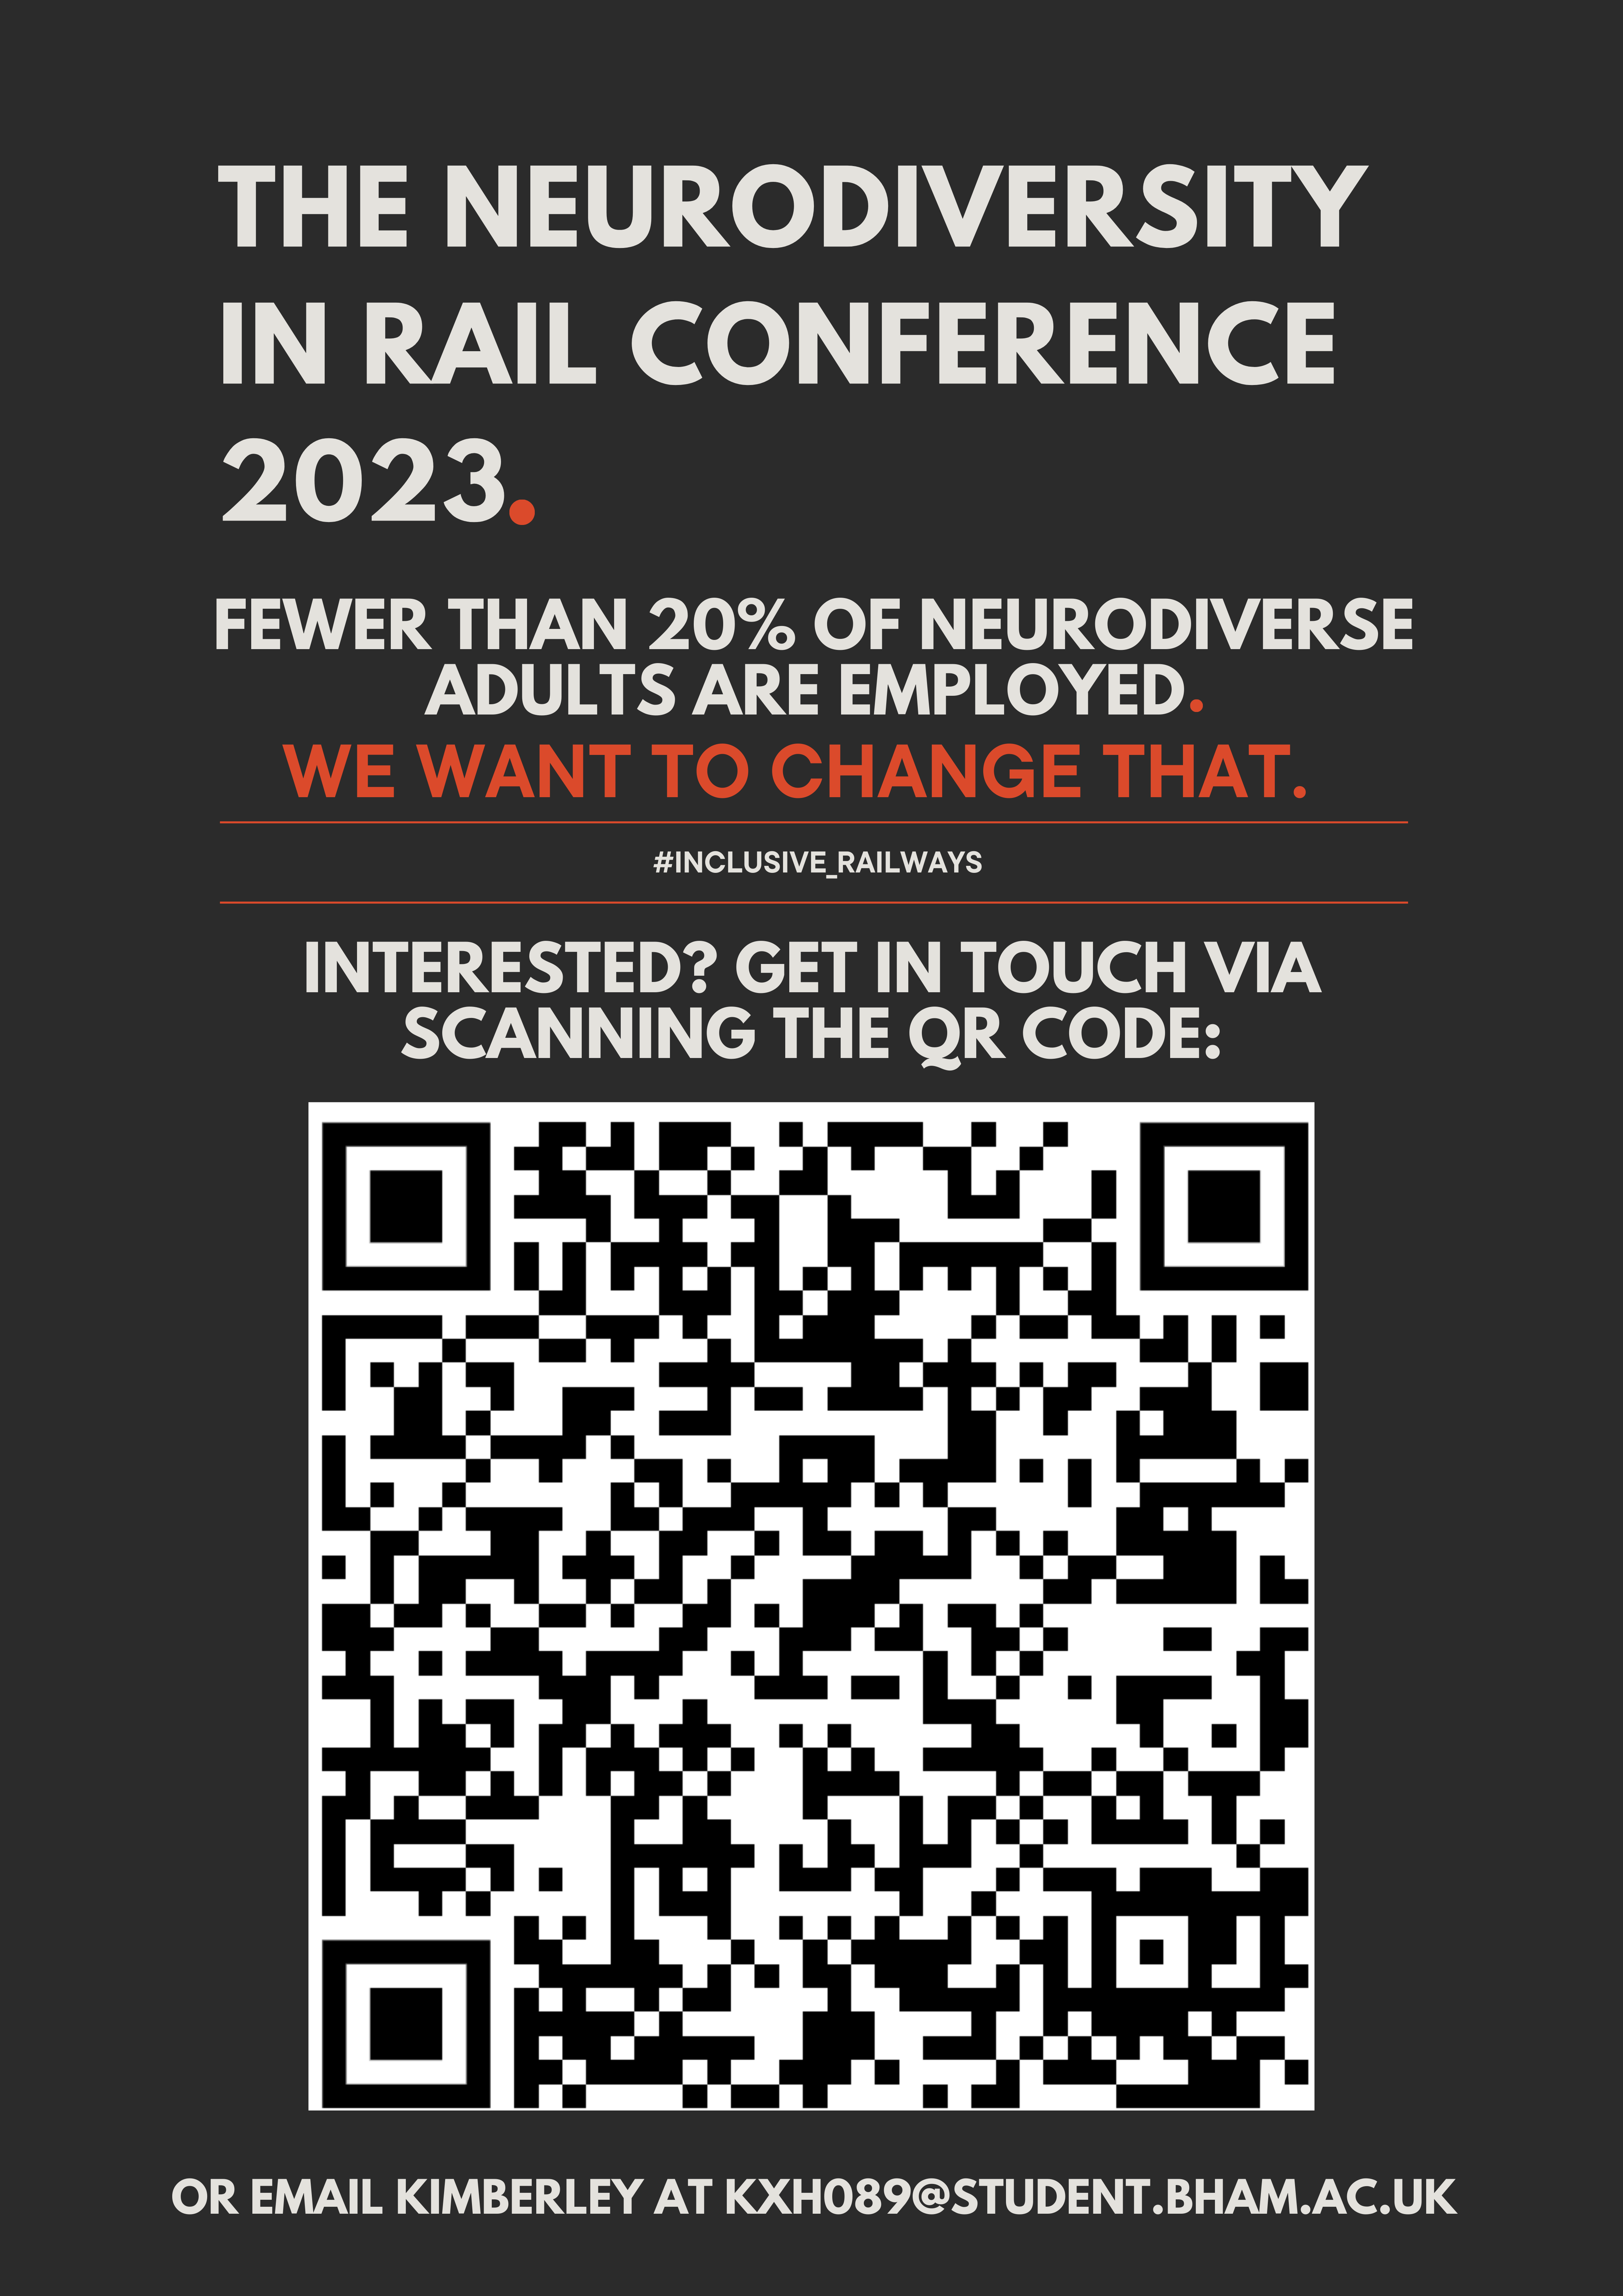 THE NEURODIVERSITY
IN RAIL CONFERENCE
2023.
FEWER THAN 20% OF NEURODIVERSE
ADULTS ARE EMPLOYED.
WE WANT TO CHANGE THAT.
#INCLUSIVE_RAILWAYS
INTERESTED? GET IN TOUCH VIA
SCANNING THE QR CODE:
OR EMAIL KIMBERLEY AT KXH089@STUDENT.BHAM.AC.UK